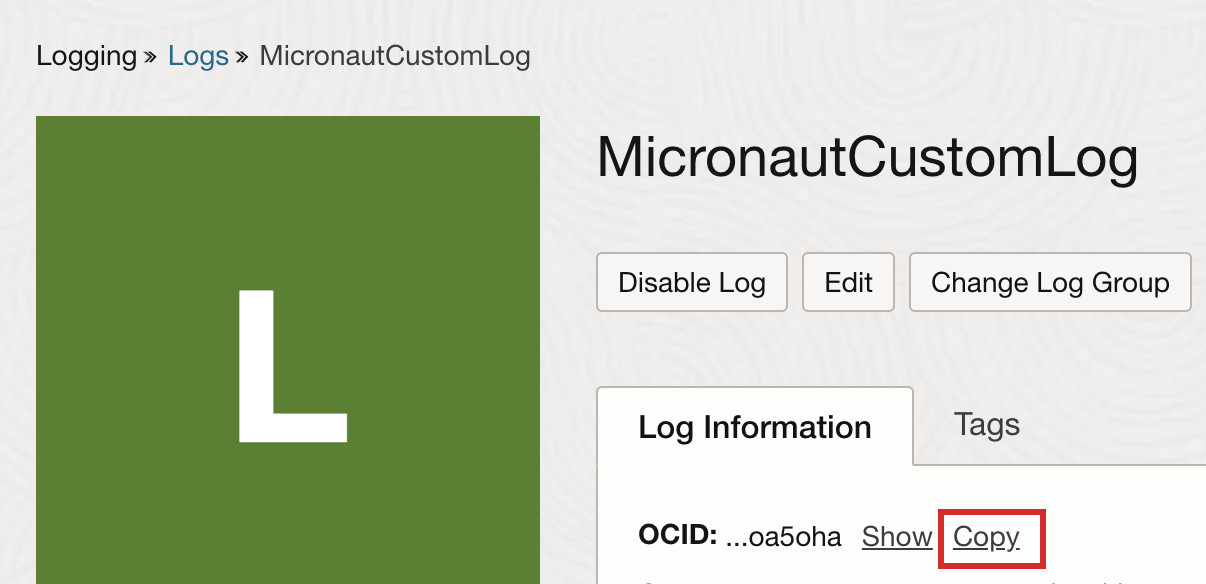 Logging » Logs » MicronautCustomLog
L
MicronautCustomLog
Disable Log Edit Change Log Group
Log Information Tags
OCID: ...oa5oha Show Copy